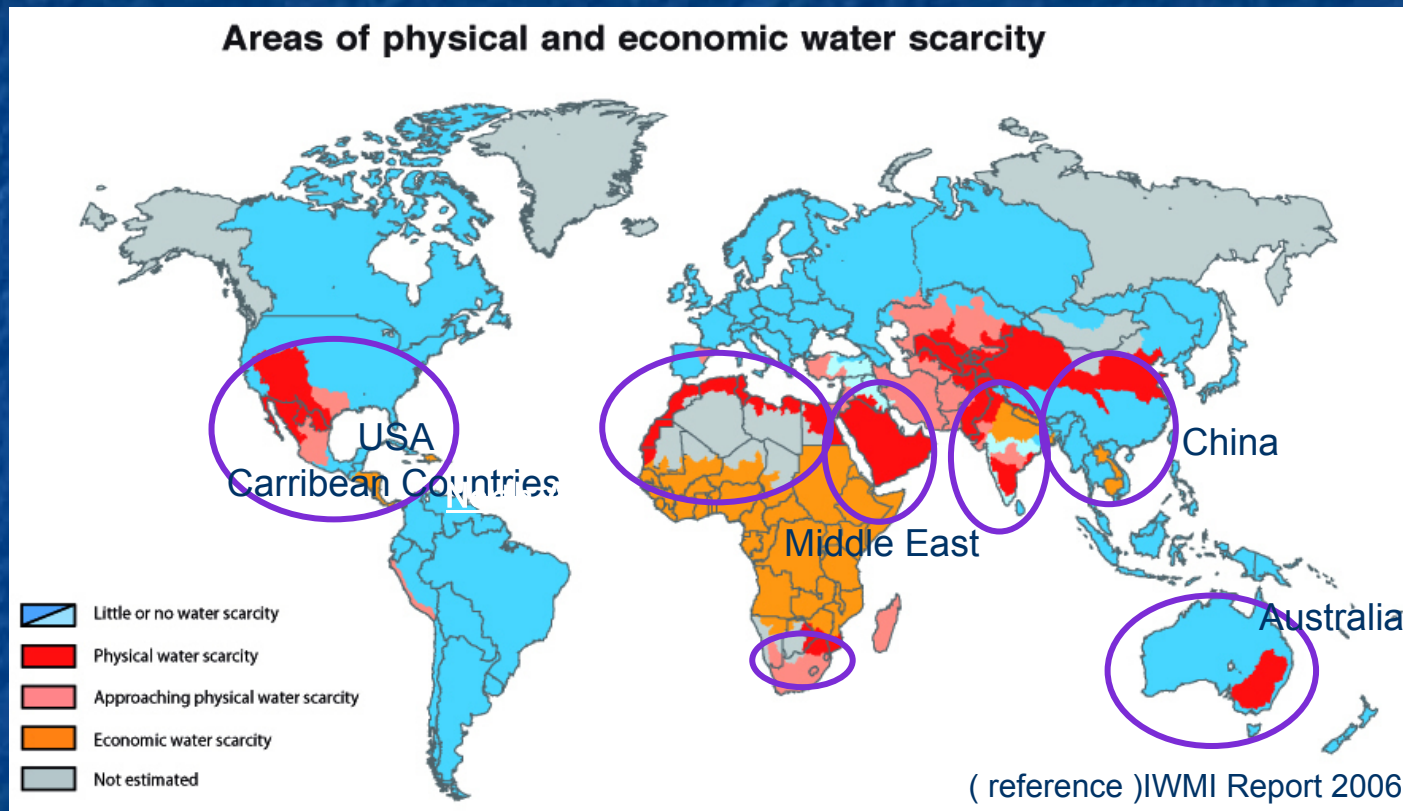 Areas of physical and economic water scarcity
USA
Carribean Countries
China
Middle East
Australia
Little or no water scarcity
Physical water scarcity
Approaching physical water scarcity
Economic water scarcity
Not estimated
( reference )IWMI Report 2006